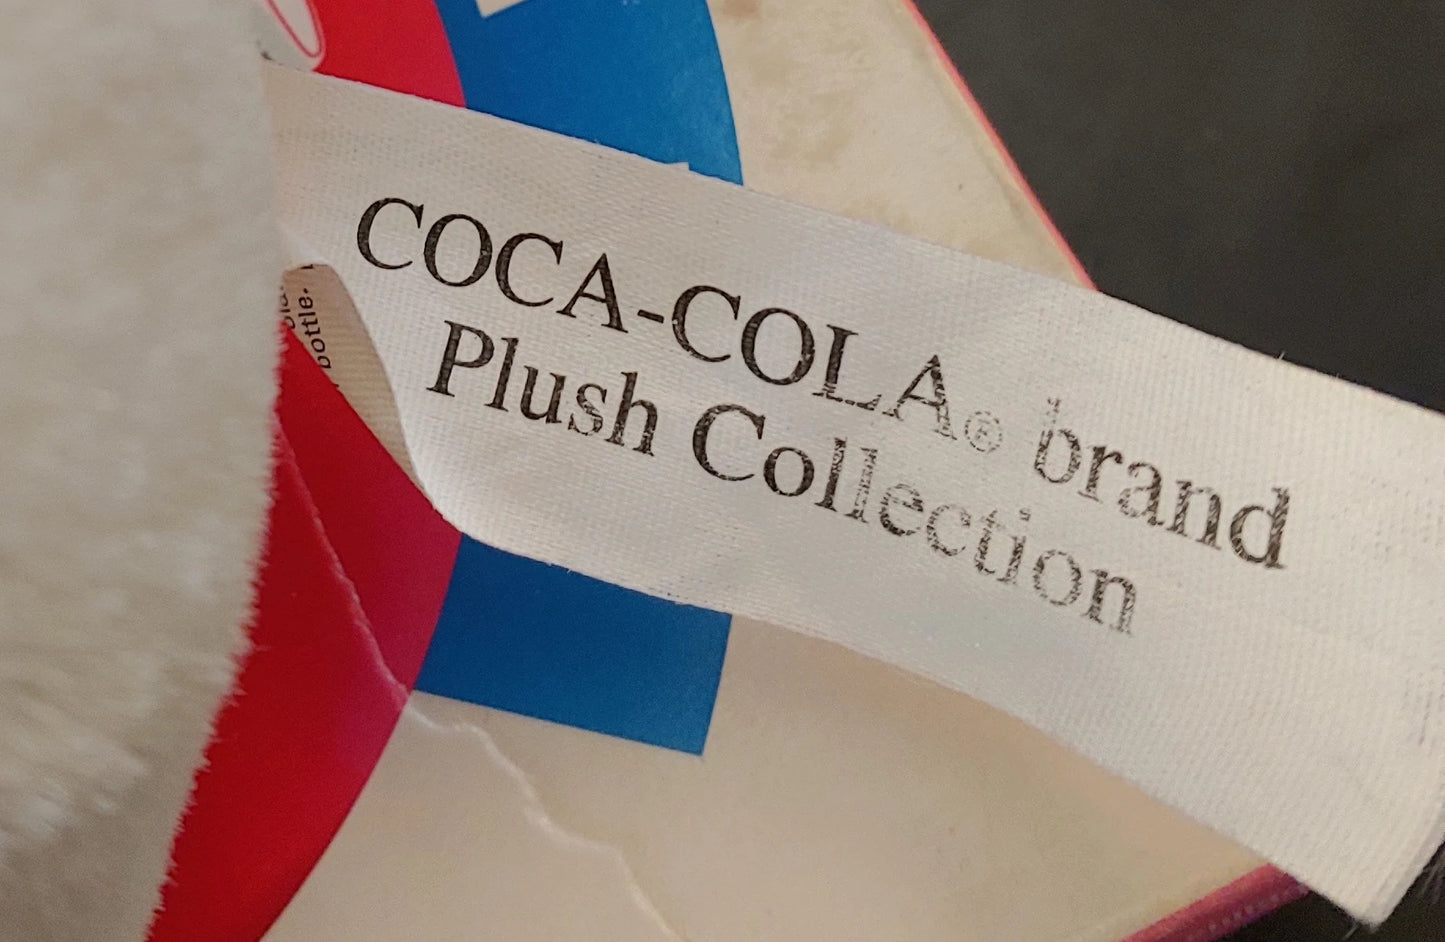 COCA-COLA® brand
Plush Collection
bottle.